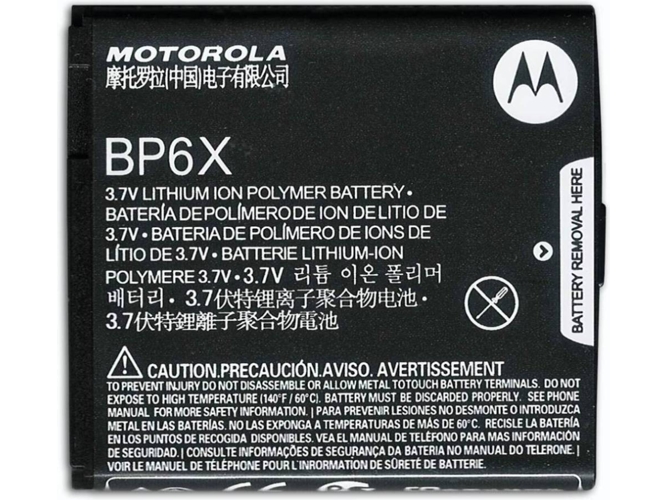 MOTOROLA
摩托罗拉(中国)电子有限公司
BP6X
3.7V LITHIUM ION POLYMER BATTERY •
BATERÍA DE POLÍMERO DE ION DE LITIO DE
3.7V • BATERIA DE POLÍMERO DE IONS DE
LÍTIO DE 3.7V • BATTERIE LITHIUM-ION
POLYMERE 3.7V • 3.7V 리튬 이온 폴리머
배터리 • 3.7伏特锂离子聚合物电池 •
3.7伏特鋰離子聚合物電池
BATTERY REMOVAL HERE
CAUTION.PRECAUCIÓN.AVISO. AVERTISSEMENT
TO PREVENT INJURY DO NOT DISASSEMBLE OR ALLOW METAL TO TOUCH BATTERY TERMINALS. DO NOT
EXPOSE TO HIGH TEMPERATURE (140°F / 60°C). BATTERY MUST BE DISCARDED PROPERLY. SEE PHONE
MANUAL FOR MORE SAFETY INFORMATION. / PARA PREVENIR LESIONES NO DESMONTE O INTRODUZCA
METAL EN LAS BATERÍAS. NO LAS EXPONGA A TEMPERATURAS DE MÁS DE 60°C. RECICLE LA BATERÍA
EN LOS PUNTOS DE RECOGIDA DISPONIBLES. VEA EL MANUAL DE TELÉFONO PARA MAS INFORMACIÓN
DE SEGURIDAD. / CONSULTE INFORMAÇÕES DE SEGURANÇA DA BATERIA NO MANUAL DO TELEFONE.
INFORMATION DE SÛRETÉ DE BATTERIE